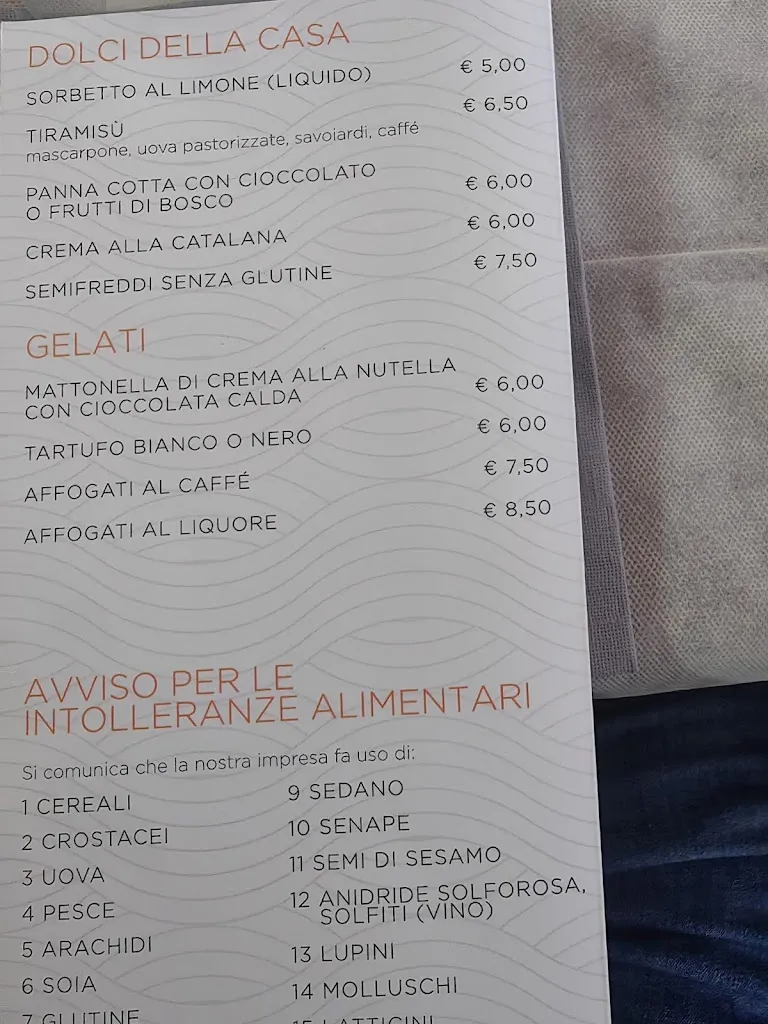 DOLCI DELLA CASA
SORBETTO AL LIMONE (LIQUIDO) € 5,00
TIRAMISÙ € 6,50
mascarpone, uova pastorizzate, savoiardi, caffé
PANNA COTTA CON CIOCCOLATO
O FRUTTI DI BOSCO € 6,00
CREMA ALLA CATALANA € 6,00
SEMIFREDDI SENZA GLUTINE € 7,50
GELATI
MATTONELLA DI CREMA ALLA NUTELLA
CON CIOCCOLATA CALDA € 6,00
TARTUFO BIANCO O NERO € 6,00
AFFOGATI AL CAFFÉ € 7,50
AFFOGATI AL LIQUORE € 8,50
AVVISO PER LE
INTOLLERANZE ALIMENTARI
Si comunica che la nostra impresa fa uso di:
1 CEREALI
2 CROSTACEI
3 UOVA
4 PESCE
5 ARACHIDI
6 SOIA
7 GLUTINE
9 SEDANO
10 SENAPE
11 SEMI DI SESAMO
12 ANIDRIDE SOLFOROSA,
SOLFITI (VINO)
13 LUPINI
14 MOLLUSCHI
15 LATTICINI